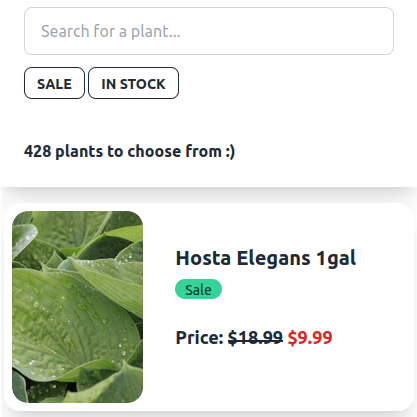 Search for a plant...
SALE IN STOCK
428 plants to choose from :)
Hosta Elegans 1gal
Sale
Price: $18.99 $9.99